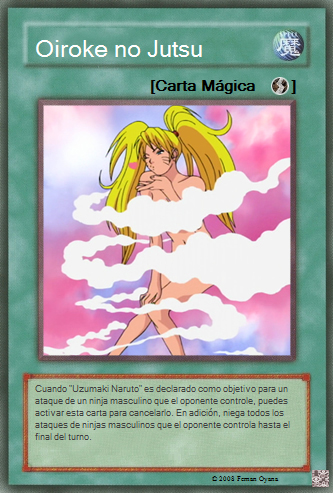 Oiroke no Jutsu
魔
[Carta Mágica ]
Cuando "Uzumaki Naruto" es declarado como objetivo para un
ataque de un ninja masculino que el oponente controle, puedes
activar esta carta para cancelarlo. En adición, niega todos los
ataques de ninjas masculinos que el oponente controla hasta el
final del turno.
©2008 Fernan Oyana